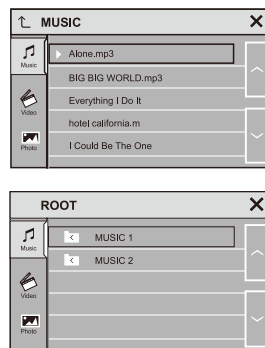 MUSIC
Music
Alone.mp3
BIG BIG WORLD.mp3
Everything I Do It
Video
hotel california.m
Photo
I Could Be The One
ROOT
Music
MUSIC 1
MUSIC 2
Video
Photo